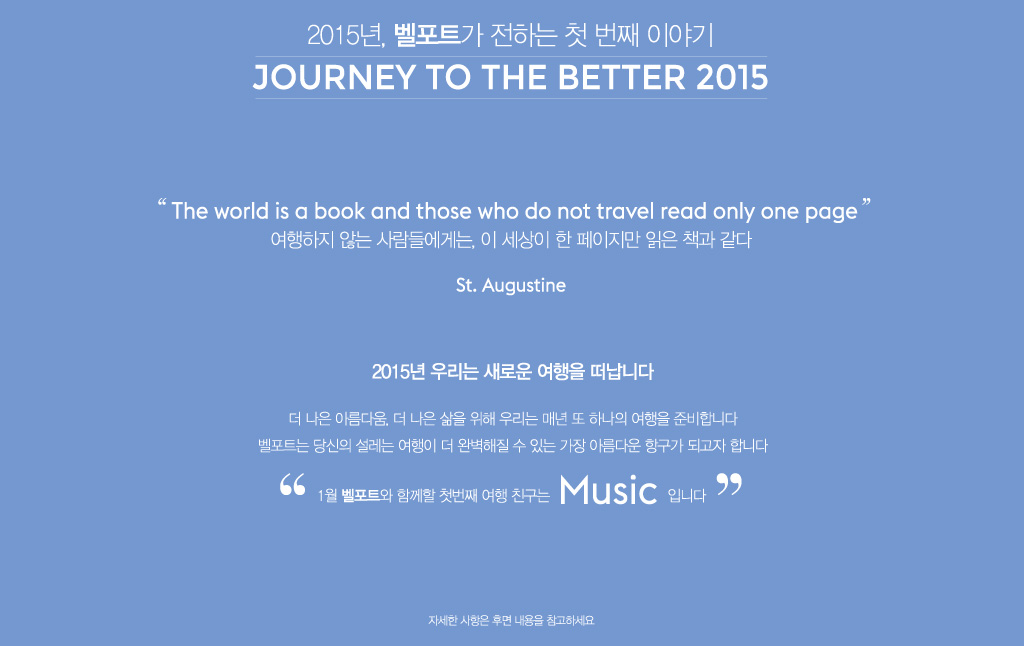 2015년, 벨포트가 전하는 첫 번째 이야기
JOURNEY TO THE BETTER 2015
“ The world is a book and those who do not travel read only one page ”
여행하지 않는 사람들에게는, 이 세상이 한 페이지만 읽은 책과 같다
St. Augustine
2015년 우리는 새로운 여행을 떠납니다
더 나은 아름다움, 더 나은 삶을 위해 우리는 매년 또 하나의 여행을 준비합니다
벨포트는 당신의 설레는 여행이 더 완벽해질 수 있는 가장 아름다운 항구가 되고자 합니다
“ 1월 벨포트와 함께할 첫번째 여행 친구는 Music 입니다 ”
자세한 사항은 후면 내용을 참고하세요